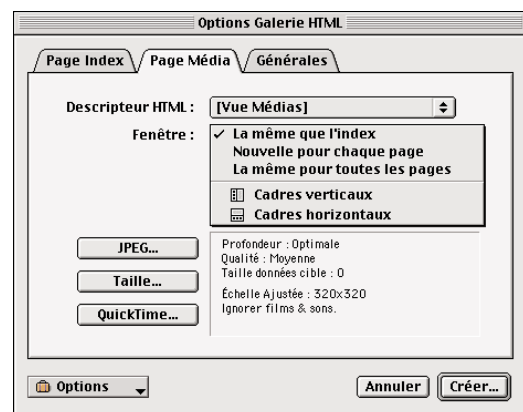 Options Galerie HTML
Page Index Page Média Générales
Descripteur HTML : [Vue Médias]
Fenêtre : ✓ La même que l'index
Nouvelle pour chaque page
La même pour toutes les pages
Cadres verticaux
Cadres horizontaux
JPEG...
Taille...
QuickTime...
Profondeur : Optimale
Qualité : Moyenne
Taille données cible : 0
Échelle Ajustée : 320x320
Ignorer films & sons.
Options Annuler Créer...